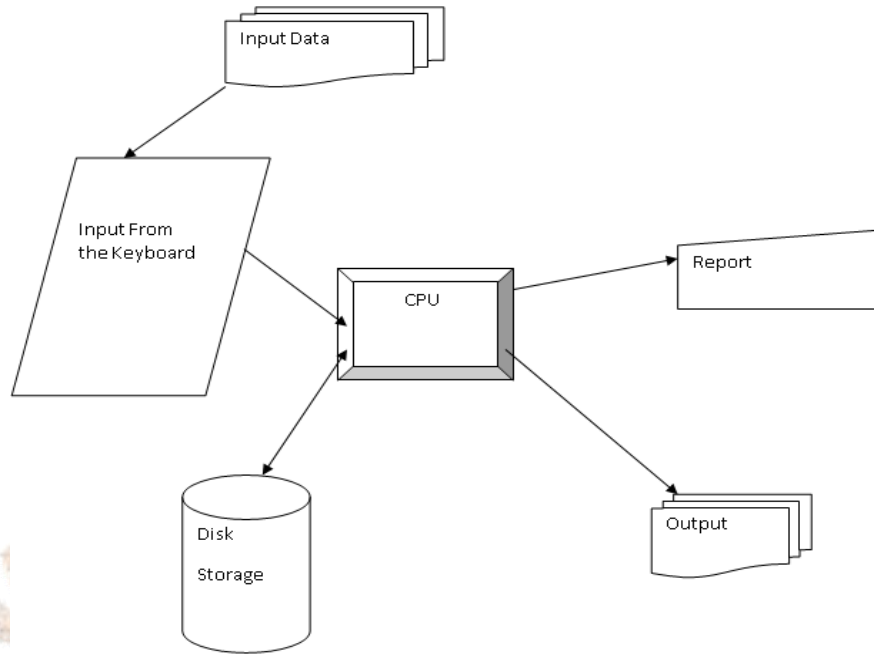 Input Data
Input From
the Keyboard
CPU
Report
Disk
Storage
Output